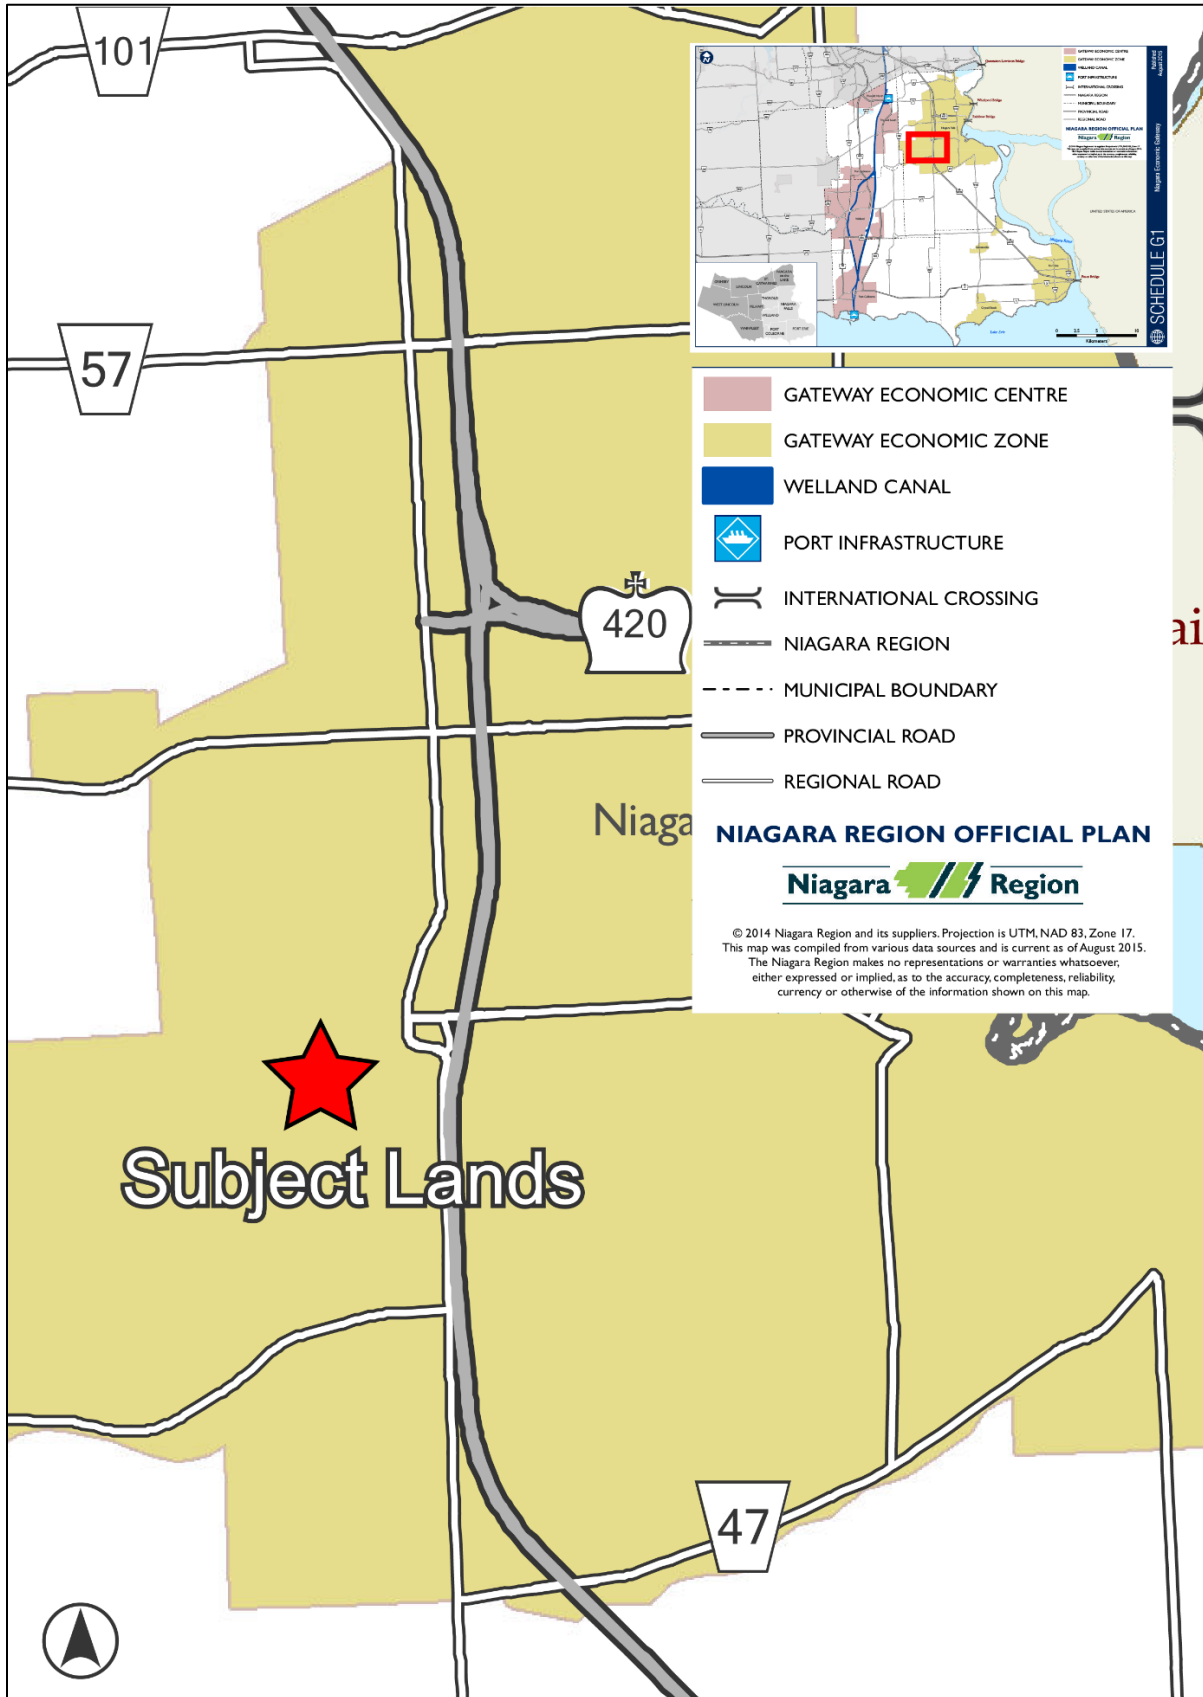 101
57
420
Niaga
ai
47
Subject Lands
SCHEDULE G1
Niagara Economic Gateway
GATEWAY ECONOMIC CENTRE
GATEWAY ECONOMIC ZONE
WELLAND CANAL
PORT INFRASTRUCTURE
INTERNATIONAL CROSSING
NIAGARA REGION
MUNICIPAL BOUNDARY
PROVINCIAL ROAD
REGIONAL ROAD
NIAGARA REGION OFFICIAL PLAN
Niagara Region
© 2014 Niagara Region and its suppliers. Projection is UTM, NAD 83, Zone 17.
This map was compiled from various data sources and is current as of August 2015.
The Niagara Region makes no representations or warranties whatsoever,
either expressed or implied, as to the accuracy, completeness, reliability,
currency or otherwise of the information shown on this map.